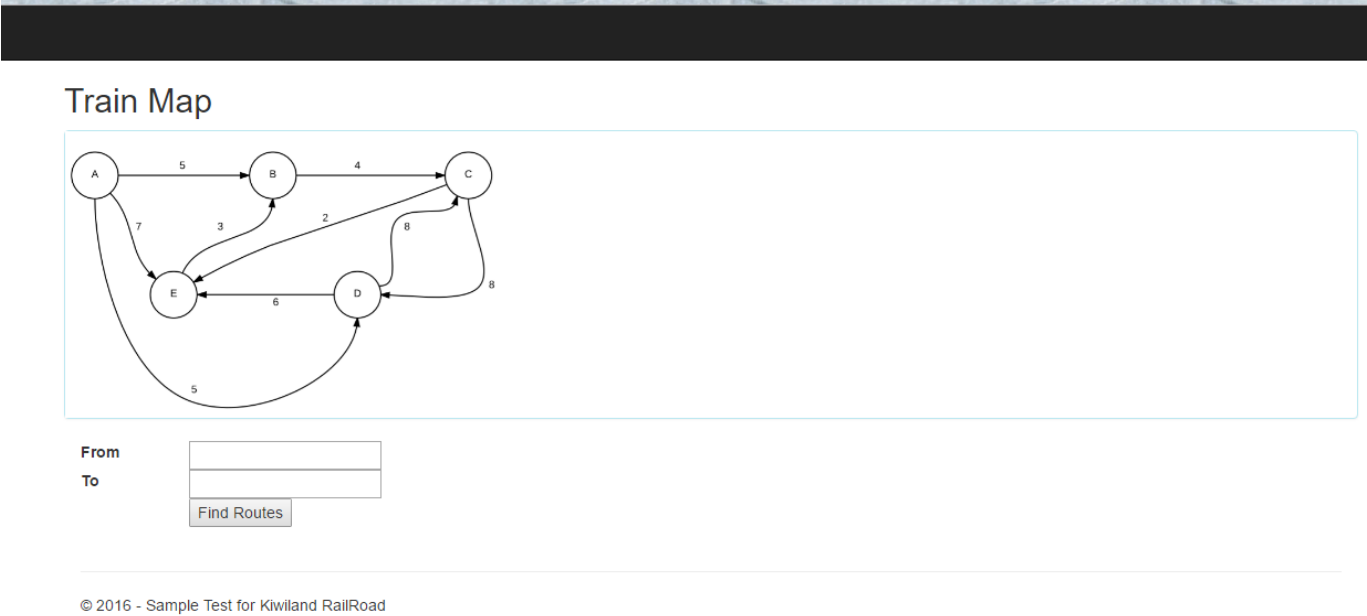 Train Map
5
4
A
B
C
7
3
2
8
E
D
8
6
5
From
To
Find Routes
© 2016 - Sample Test for Kiwiland RailRoad